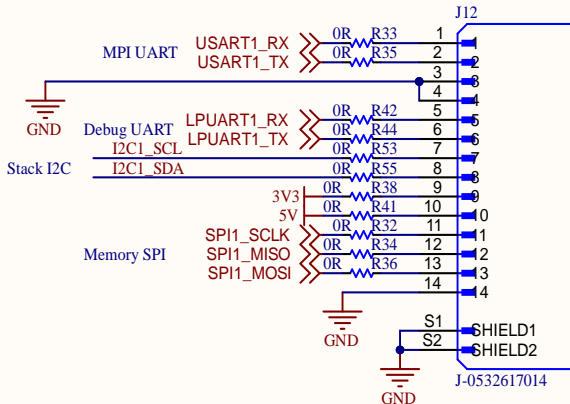 J12
MPI UART USART1_RX 0R R33 1 1
USART1_TX 0R R35 2 2
3 3
GND 4 4
Debug UART LPUART1_RX 0R R42 5 5
LPUART1_TX 0R R44 6 6
I2C1_SCL 0R R53 7 7
Stack I2C I2C1_SDA 0R R55 8 8
3V3 0R R38 9 9
5V 0R R41 10 10
SPI1_SCLK 0R R32 11 11
Memory SPI SPI1_MISO 0R R34 12 12
SPI1_MOSI 0R R36 13 13
14 14
GND S1 SHIELD1
S2 SHIELD2
GND J-0532617014